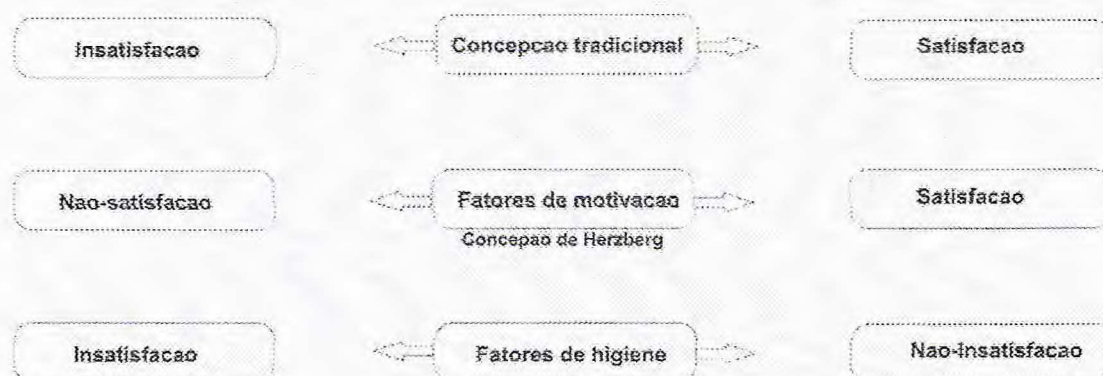 Insatisfacao
Concepcao tradicional
Satisfacao
Nao-satisfacao
Fatores de motivacao
Satisfacao
Concepao de Herzberg
Insatisfacao
Fatores de higiene
Nao-Insatisfacao